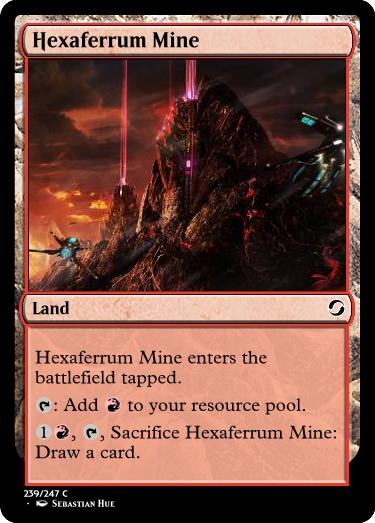 Hexaferrum Mine
Land
Hexaferrum Mine enters the
battlefield tapped.
: Add to your resource pool.
1 , , Sacrifice Hexaferrum Mine:
Draw a card.
239/247 C
· Sebastian Hue